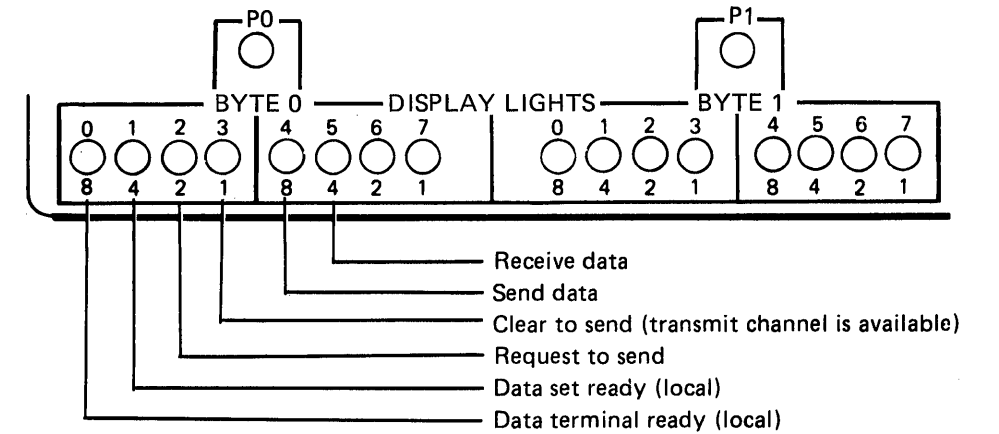 P0 P1
BYTE 0 DISPLAY LIGHTS BYTE 1
0 1 2 3 4 5 6 7 0 1 2 3 4 5 6 7
8 4 2 1 8 4 2 1 8 4 2 1 8 4 2 1
Receive data
Send data
Clear to send (transmit channel is available)
Request to send
Data set ready (local)
Data terminal ready (local)